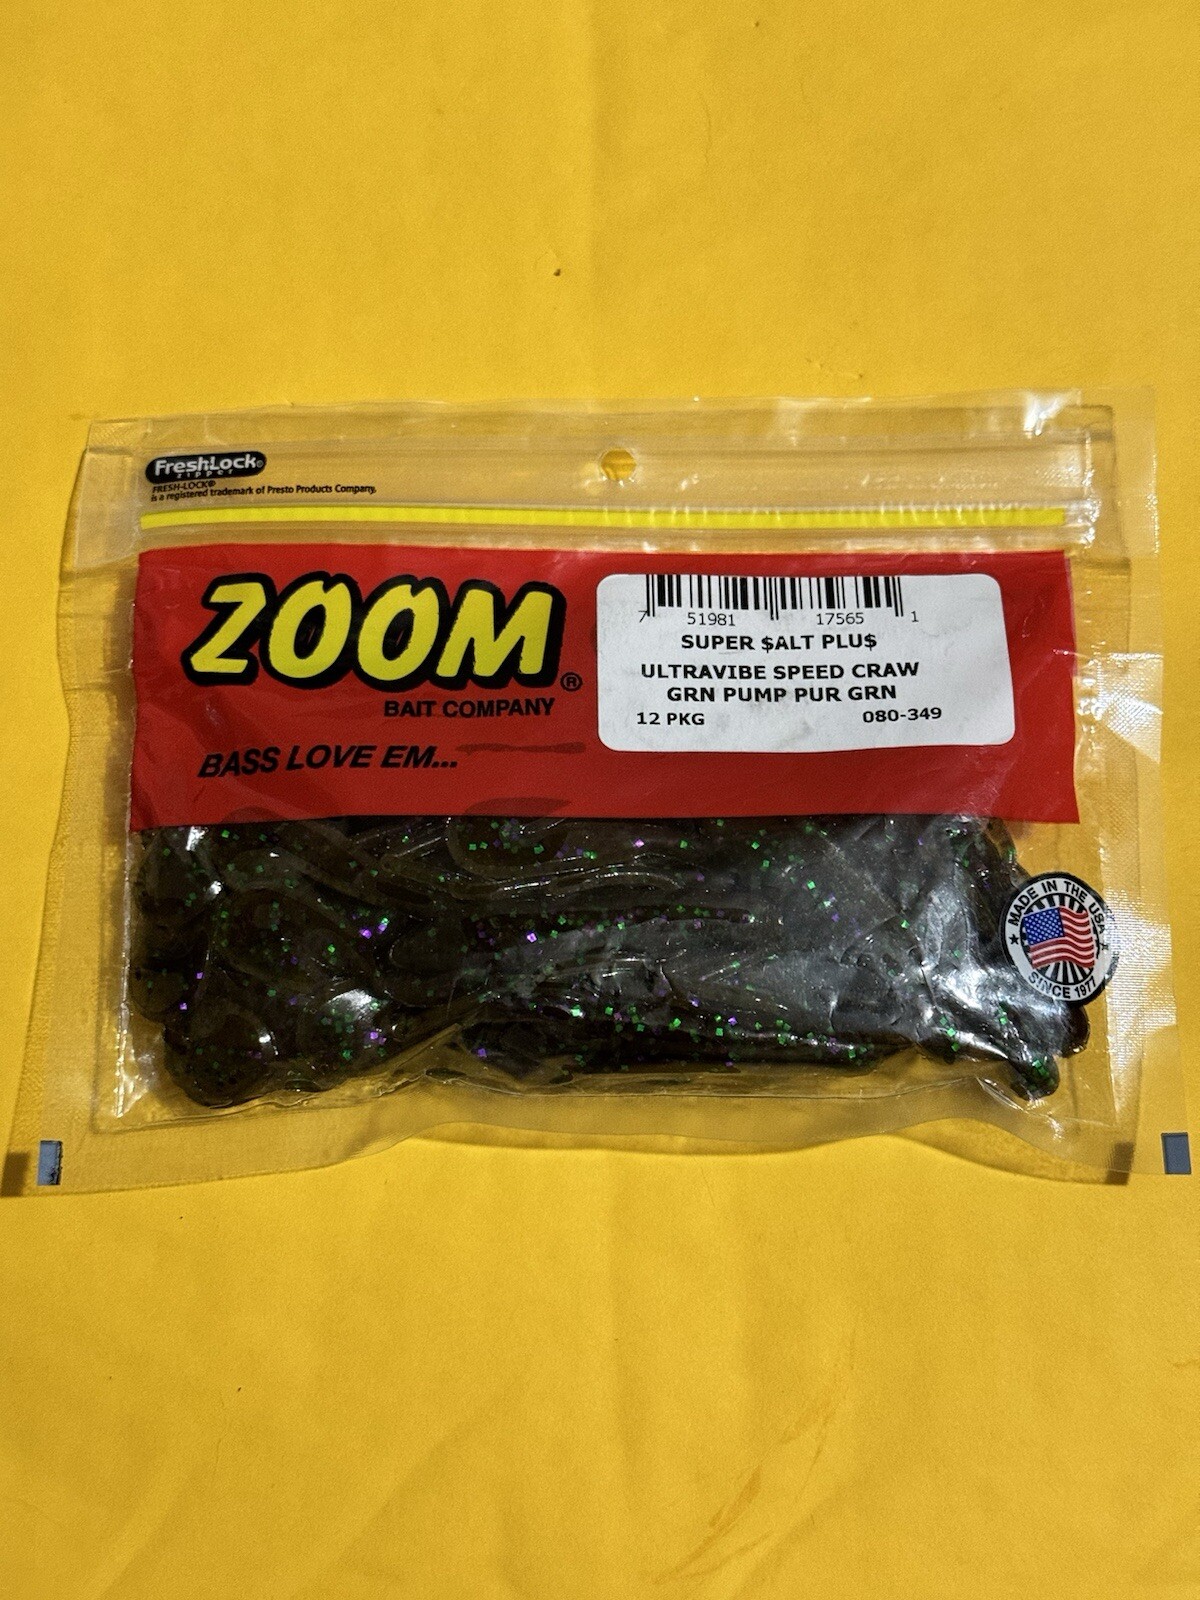 FreshLock®
zipper
FRESH-LOCK®
is a registered trademark of Presto Products Company.
ZOOM®
BAIT COMPANY
BASS LOVE EM...
7 51981 17565 1
SUPER $ALT PLU$
ULTRAVIBE SPEED CRAW
GRN PUMP PUR GRN
12 PKG 080-349
★ MADE IN THE USA ★
SINCE 1977